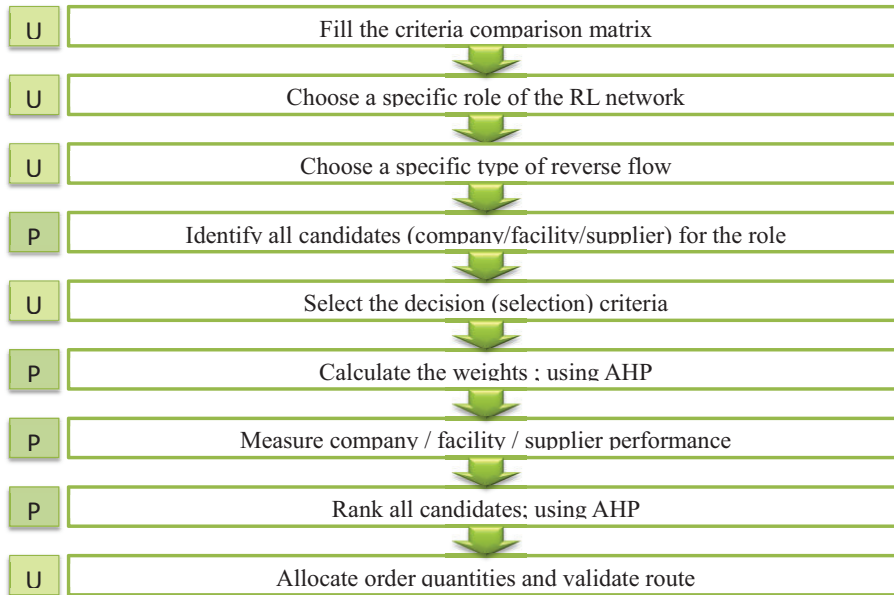 U Fill the criteria comparison matrix
U Choose a specific role of the RL network
U Choose a specific type of reverse flow
P Identify all candidates (company/facility/supplier) for the role
U Select the decision (selection) criteria
P Calculate the weights ; using AHP
P Measure company / facility / supplier performance
P Rank all candidates; using AHP
U Allocate order quantities and validate route